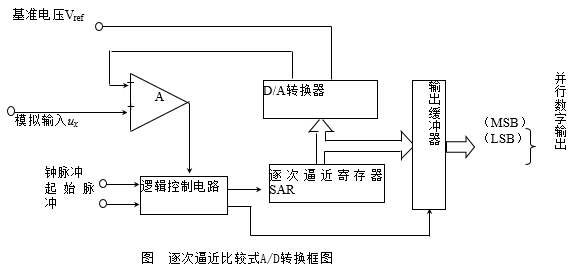 基准电压Vref
A
D/A转换器
模拟输入ux
输出缓冲器
并行数字输出
（MSB）
（LSB）
钟脉冲
起始脉
冲
逻辑控制电路
逐次逼近寄存器
SAR
图 逐次逼近比较式A/D转换框图